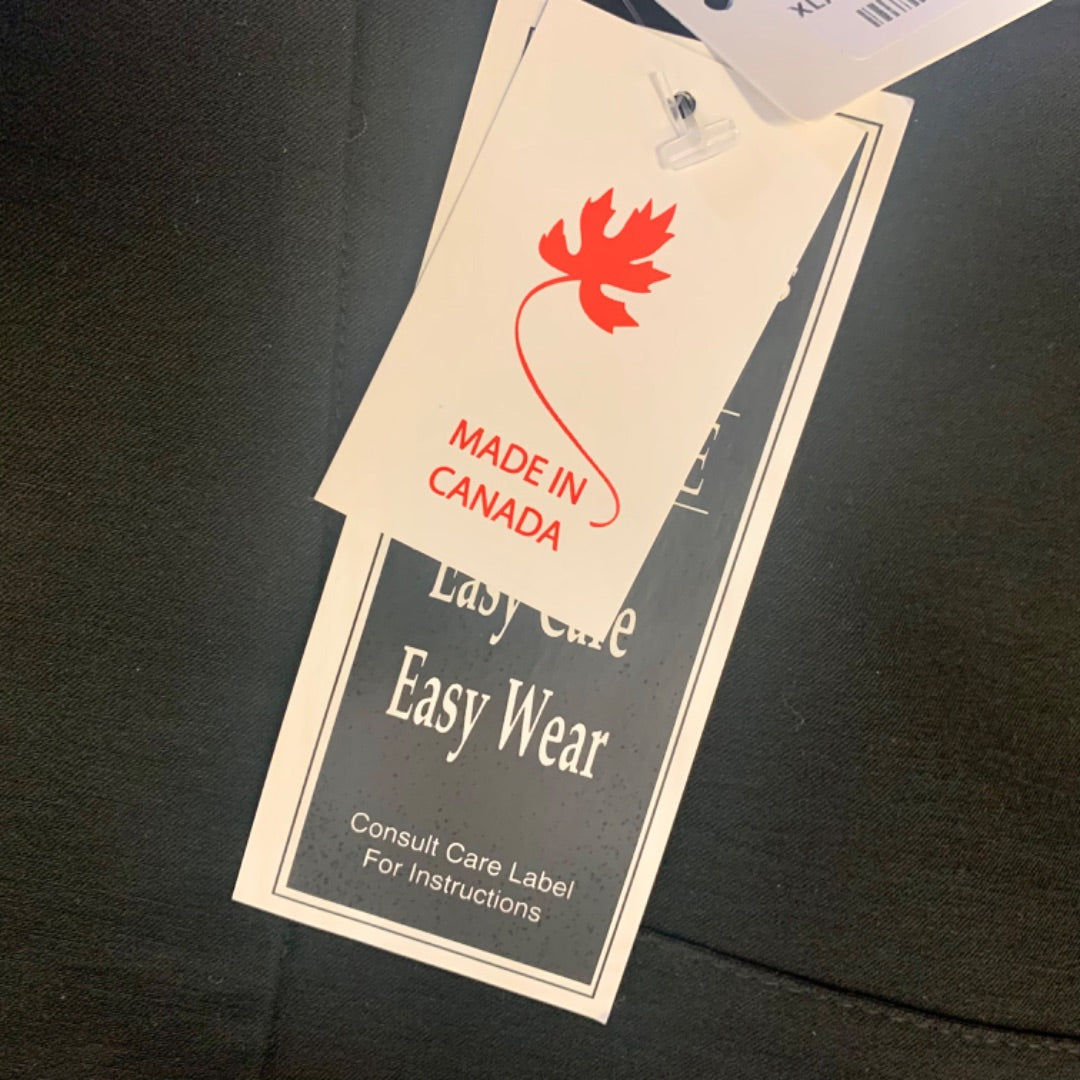 MADE IN
CANADA
E
Easy Care
Easy Wear
Consult Care Label
For Instructions